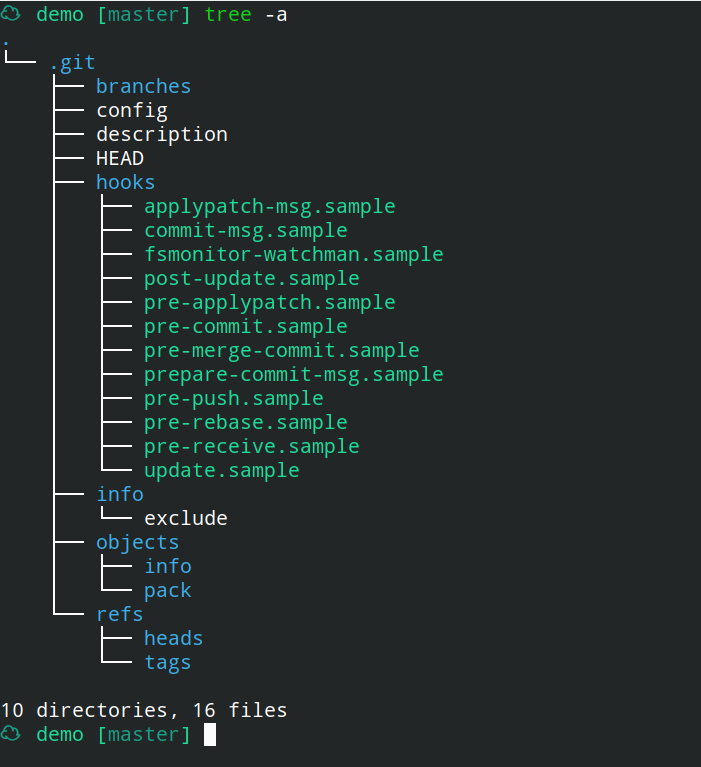 demo [master] tree -a
.
└── .git
    ├── branches
    ├── config
    ├── description
    ├── HEAD
    ├── hooks
    │   ├── applypatch-msg.sample
    │   ├── commit-msg.sample
    │   ├── fsmonitor-watchman.sample
    │   ├── post-update.sample
    │   ├── pre-applypatch.sample
    │   ├── pre-commit.sample
    │   ├── pre-merge-commit.sample
    │   ├── prepare-commit-msg.sample
    │   ├── pre-push.sample
    │   ├── pre-rebase.sample
    │   ├── pre-receive.sample
    │   └── update.sample
    ├── info
    │   └── exclude
    ├── objects
    │   ├── info
    │   └── pack
    └── refs
        ├── heads
        └── tags
10 directories, 16 files
demo [master]